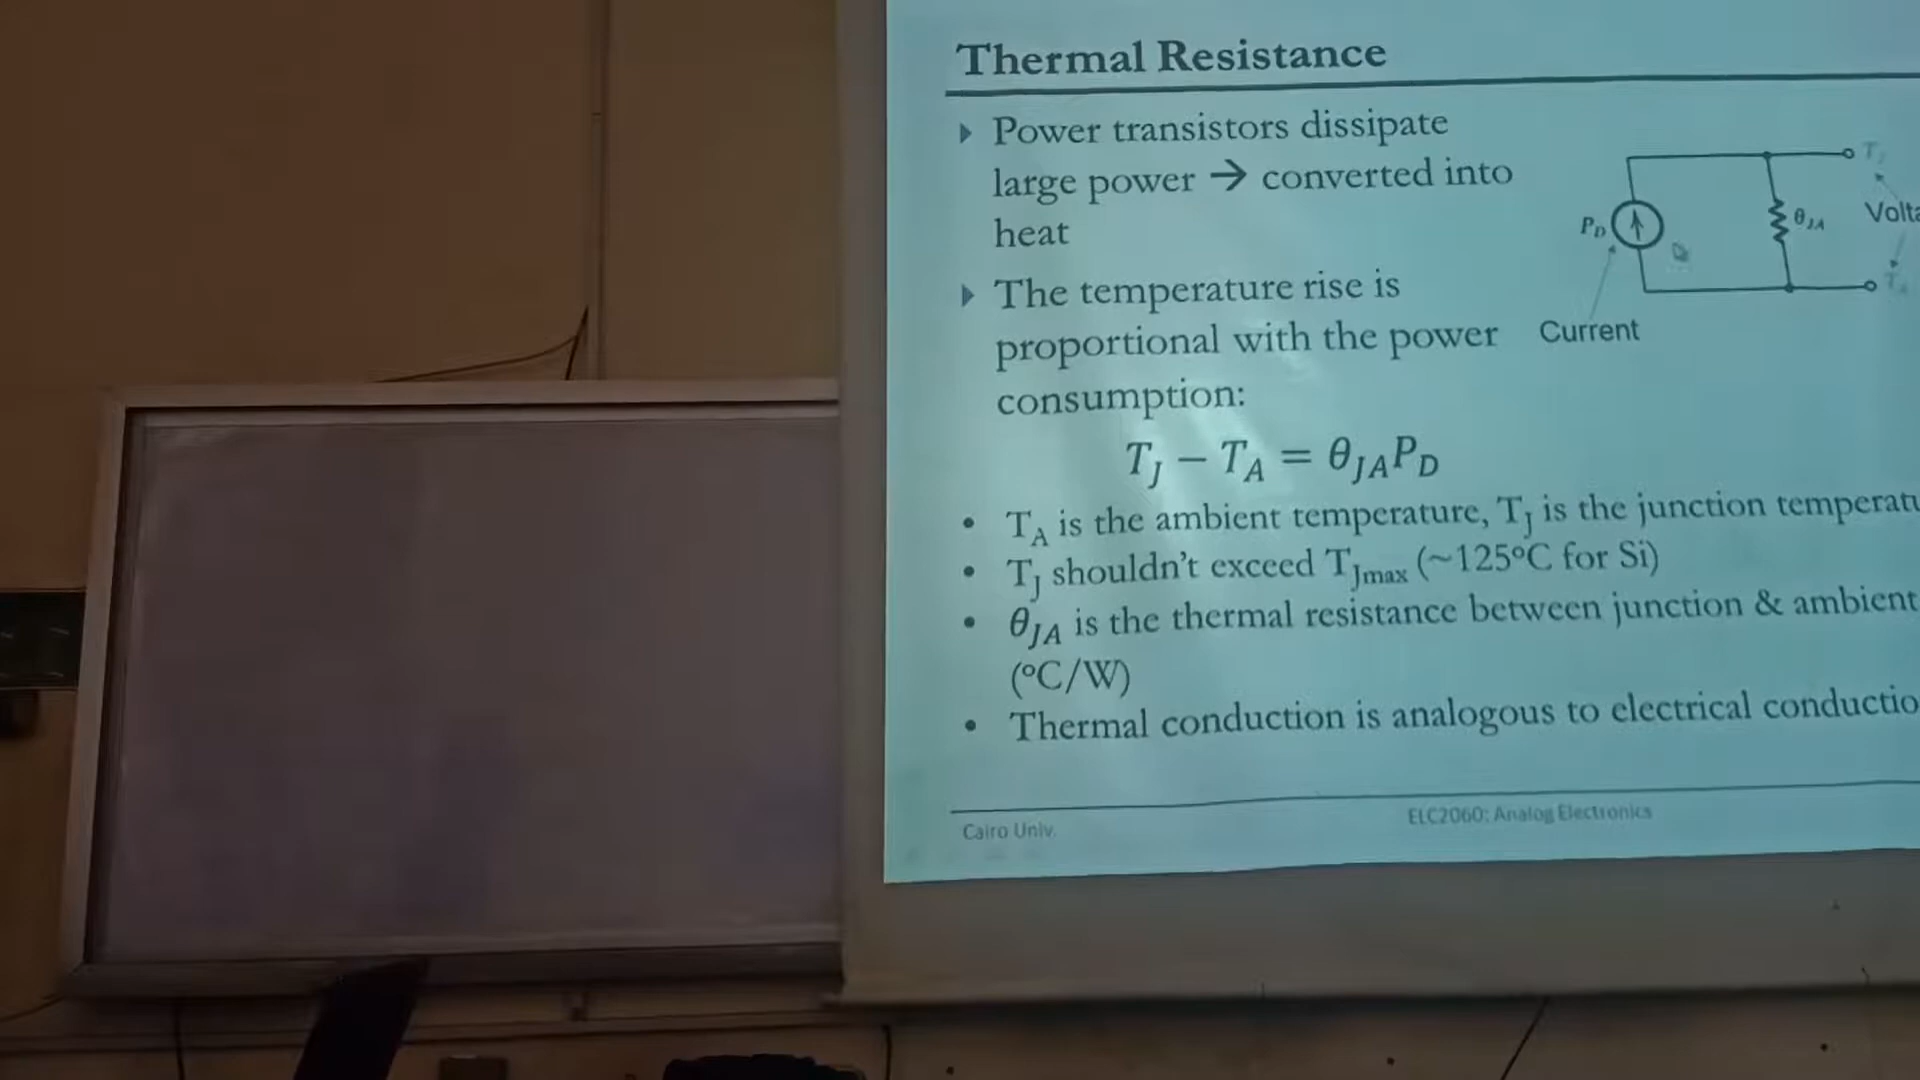 Thermal Resistance
Power transistors dissipate
large power → converted into
heat
The temperature rise is
proportional with the power
consumption:
T_J − T_A = θ_JA P_D
• T_A is the ambient temperature, T_J is the junction temperatu
• T_J shouldn't exceed T_Jmax (~125°C for Si)
• θ_JA is the thermal resistance between junction & ambient
(°C/W)
• Thermal conduction is analogous to electrical conductio
P_D
θ_JA
T_J
Volta
T_A
Current
Cairo Univ.
ELC2060: Analog Electronics